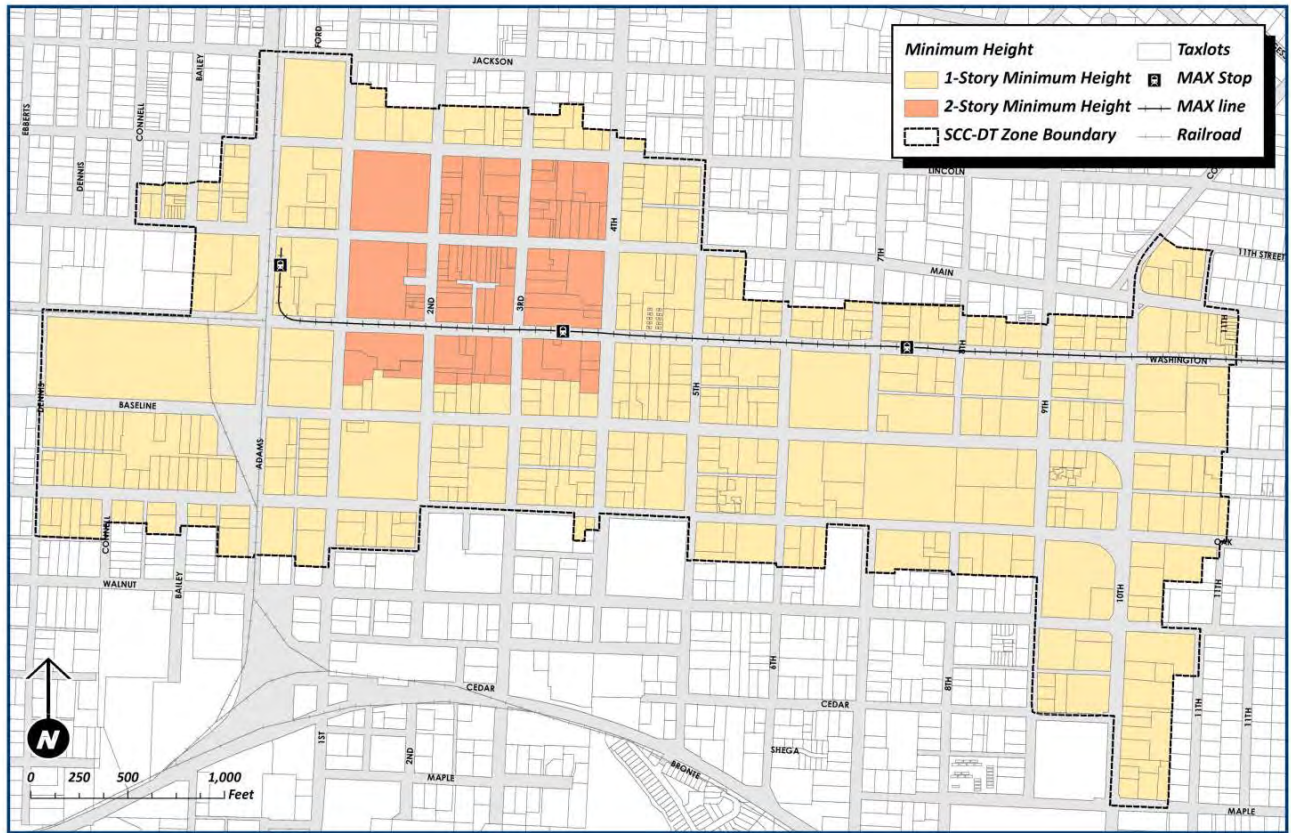 Minimum Height
1-Story Minimum Height
2-Story Minimum Height
SCC-DT Zone Boundary
Taxlots
MAX Stop
MAX line
Railroad
FORD
JACKSON
BAILEY
CONNELL
EBBERTS
DENNIS
LINCOLN
4TH
7TH
MAIN
11TH STREET
2ND
3RD
8TH
11TH
WASHINGTON
DENNIS
BASELINE
5TH
9TH
ADAMS
CONNELL
OAK
WALNUT
BAILEY
10TH
11TH
6TH
8TH
CEDAR
CEDAR
11TH
11TH
1ST
2ND
SHEGA
BRONTE
MAPLE
MAPLE
N
0 250 500 1,000
Feet